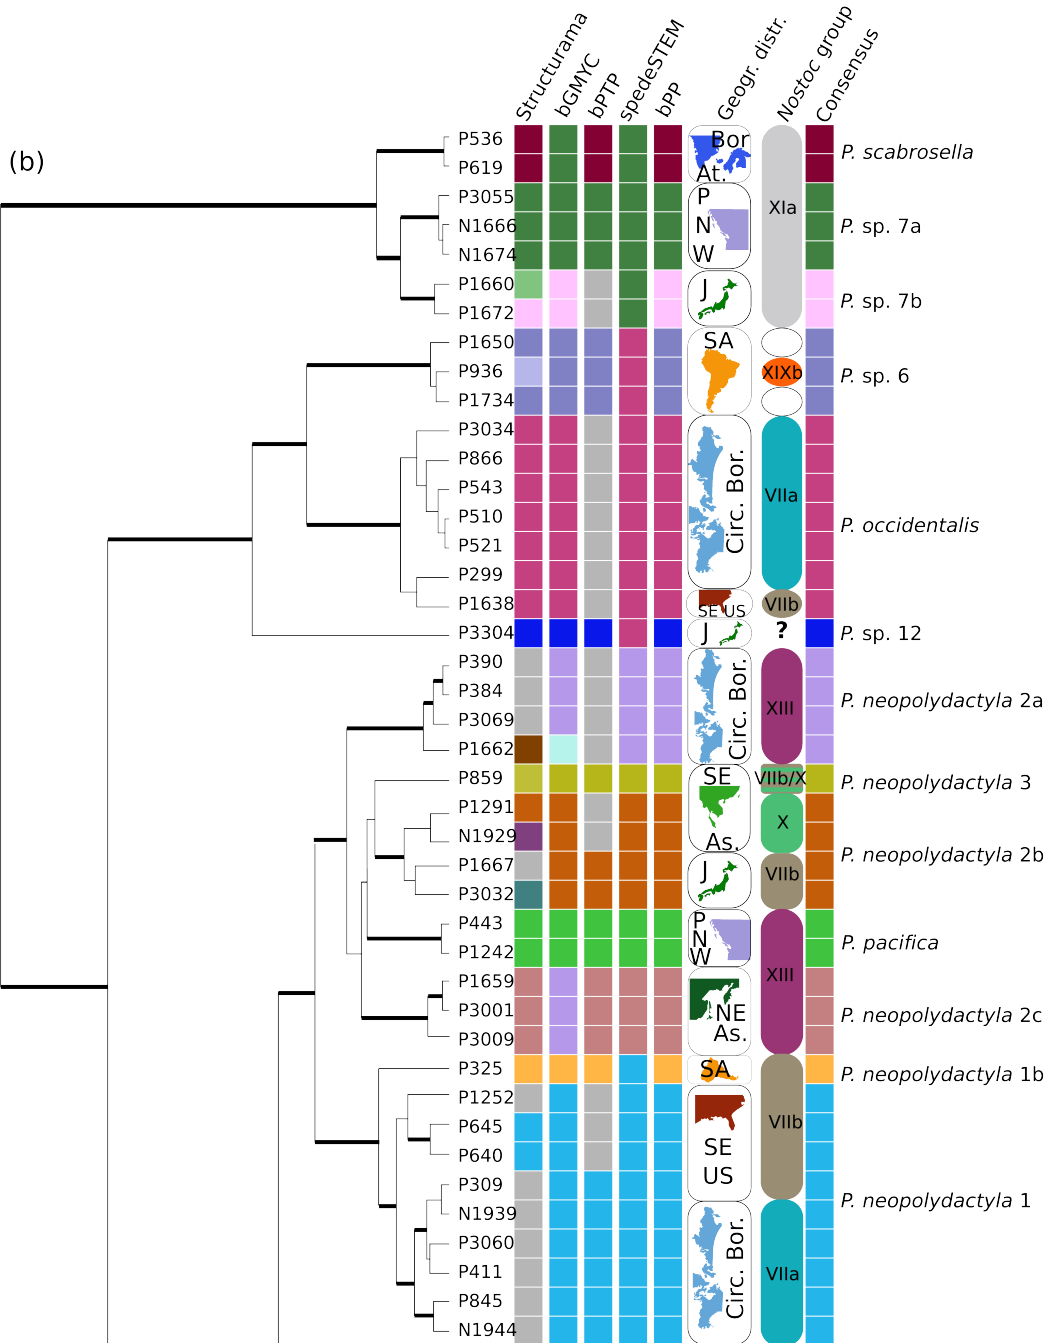 (b)
Structurama
bGMYC
bPTP
spedeSTEM
bPP
Geogr. distr.
Nostoc group
Consensus
P536
P619
P3055
N1666
N1674
P1660
P1672
P1650
P936
P1734
P3034
P866
P543
P510
P521
P299
P1638
P3304
P390
P384
P3069
P1662
P859
P1291
N1929
P1667
P3032
P443
P1242
P1659
P3001
P3009
P325
P1252
P645
P640
P309
N1939
P3060
P411
P845
N1944
Bor
At.
P
N
W
J
SA
Circ. Bor.
SE US
J
Circ. Bor.
SE
As.
J
P
N
W
NE
As.
SA
SE
US
Circ. Bor.
XIa
XIXb
VIIa
VIIb
?
XIII
VIIb/X
X
VIIb
XIII
VIIb
VIIa
P. scabrosella
P. sp. 7a
P. sp. 7b
P. sp. 6
P. occidentalis
P. sp. 12
P. neopolydactyla 2a
P. neopolydactyla 3
P. neopolydactyla 2b
P. pacifica
P. neopolydactyla 2c
P. neopolydactyla 1b
P. neopolydactyla 1